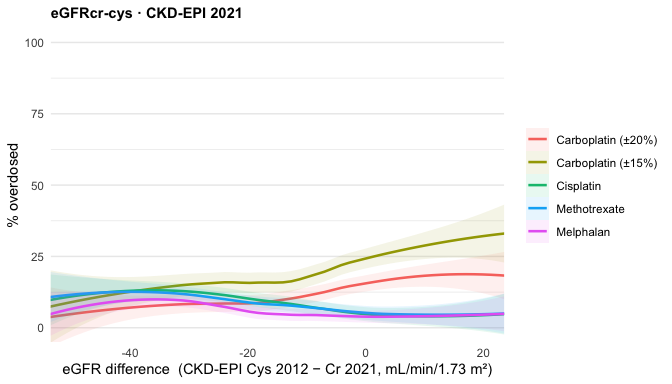 eGFRcr-cys · CKD-EPI 2021
% overdosed
100
75
50
25
0
-40
-20
0
20
eGFR difference (CKD-EPI Cys 2012 − Cr 2021, mL/min/1.73 m²)
Carboplatin (±20%)
Carboplatin (±15%)
Cisplatin
Methotrexate
Melphalan